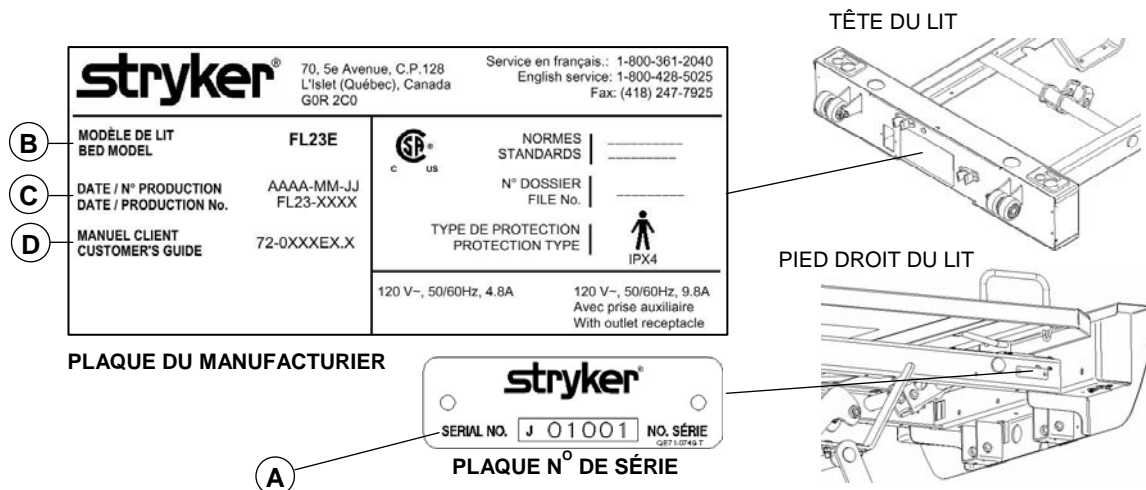 TÊTE DU LIT
stryker®
70, 5e Avenue, C.P.128
L'Islet (Québec), Canada
G0R 2C0
Service en français.: 1-800-361-2040
English service: 1-800-428-5025
Fax: (418) 247-7925
B
MODÈLE DE LIT
BED MODEL
FL23E
C
DATE / N° PRODUCTION
DATE / PRODUCTION No.
AAAA-MM-JJ
FL23-XXXX
D
MANUEL CLIENT
CUSTOMER'S GUIDE
72-0XXXEX.X
SA®
C US
NORMES
STANDARDS
N° DOSSIER
FILE No.
TYPE DE PROTECTION
PROTECTION TYPE
IPX4
120 V~, 50/60Hz, 4.8A
120 V~, 50/60Hz, 9.8A
Avec prise auxiliaire
With outlet receptacle
PIED DROIT DU LIT
PLAQUE DU MANUFACTURIER
stryker®
SERIAL NO. J 01001 NO. SÉRIE
QE71-0749-T
PLAQUE N° DE SÉRIE
A